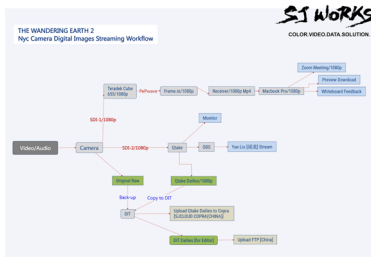 SJ WORKS
COLOR.VIDEO.DATA.SOLUTION.
THE WANDERING EARTH 2
Nyc Camera Digital Images Streaming Workflow
Zoom Meeting/1080p
Preview Download
Whiteboard Feedback
Teradek Cube
655/1080p
PePwave
Frame.io/1080p
Receiver/1080p Mp4
Macbook Pro/1080p
SDI-1/1080p
Monitor
Video/Audio
Camera
SDI-2/1080p
Qtake
OBS
Stream
Original Raw
Qtake Dailies/1080p
Back-up
Copy to DIT
DIT
Upload Qtake Dailies to
DIT Dailies [for Editor]
Upload FTP [China]